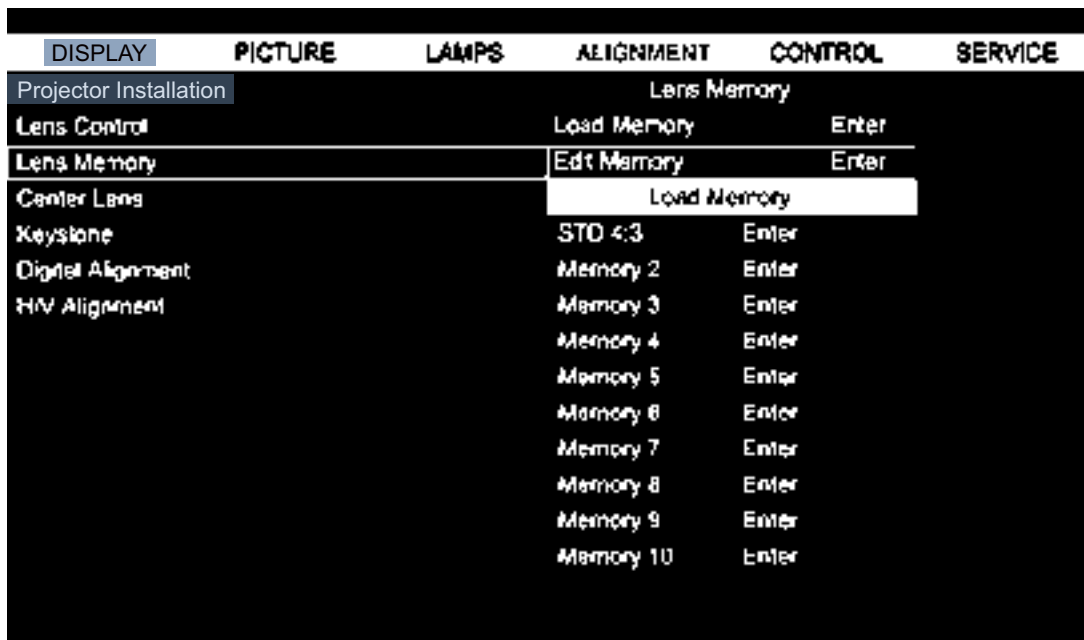 DISPLAY PICTURE LAMPS ALIGNMENT CONTROL SERVICE
Projector Installation Lens Memory
Lens Control Load Memory Enter
Lens Memory Edit Memory Enter
Center Lens Load Memory
Keystone STD 4:3 Enter
Digital Alignment Memory 2 Enter
H/V Alignment Memory 3 Enter
Memory 4 Enter
Memory 5 Enter
Memory 6 Enter
Memory 7 Enter
Memory 8 Enter
Memory 9 Enter
Memory 10 Enter